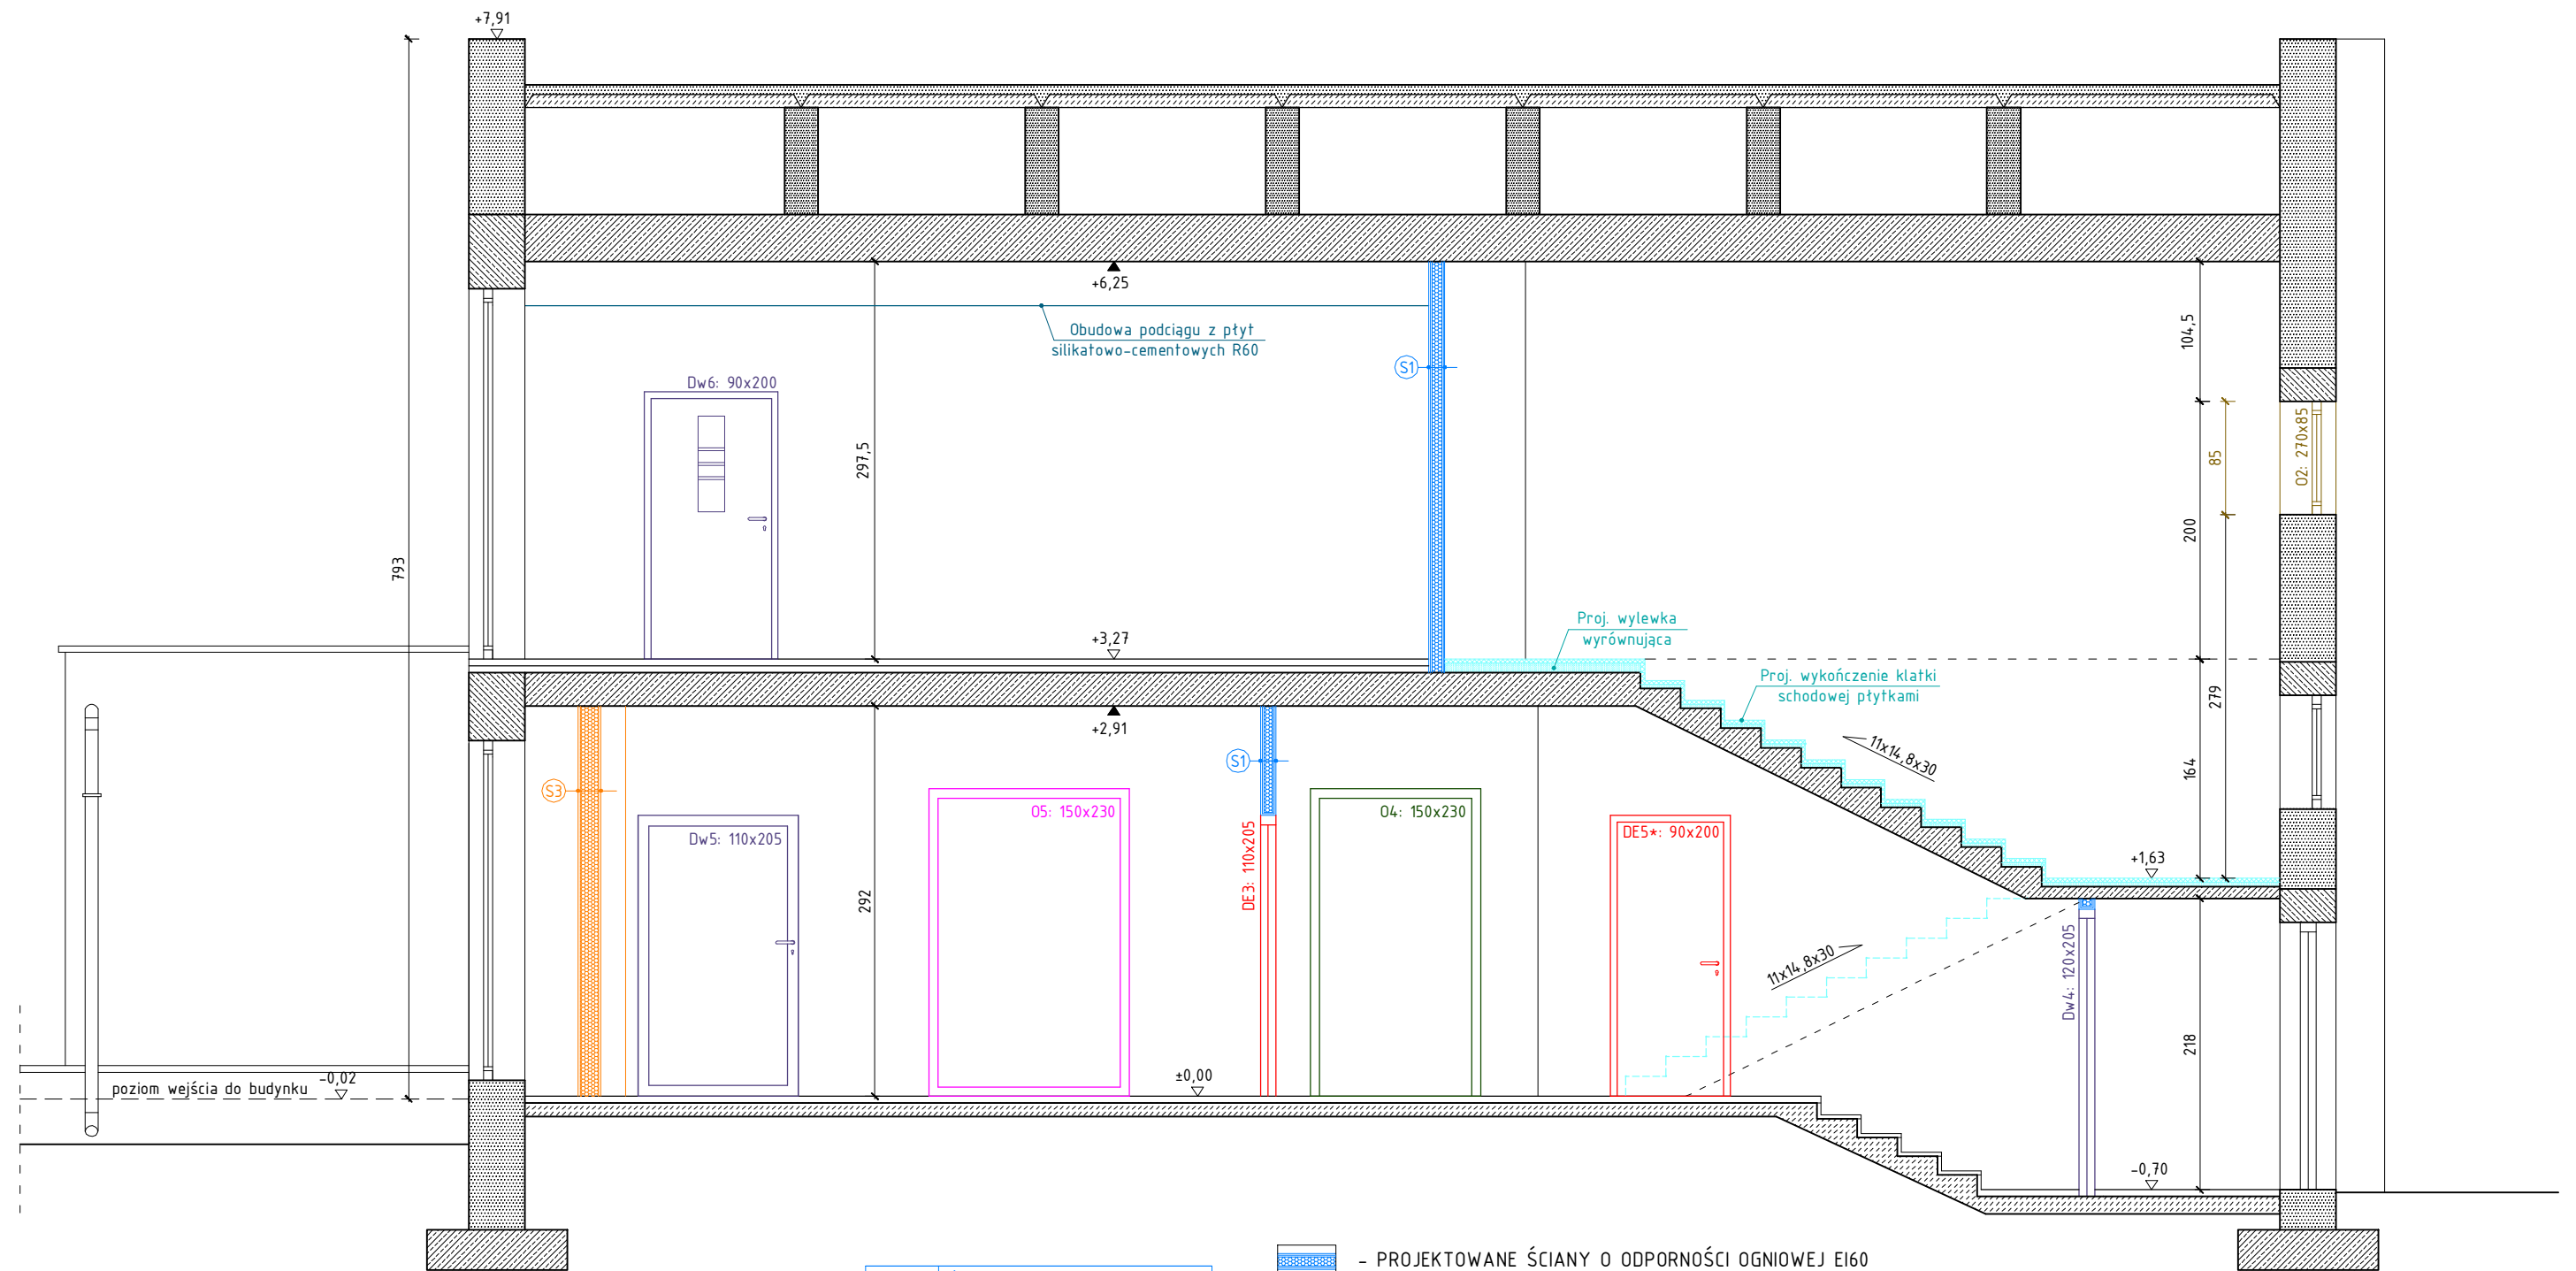 +7,91
+6,25
Obudowa podciągu z płyt
silikatowo-cementowych R60
S1
104,5
Dw6: 90x200
297,5
85
O2: 270x85
200
793
+3,27
Proj. wylewka
wyrównująca
Proj. wykończenie klatki
schodowej płytkami
279
+2,91
11x14,8x30
S1
164
S3
O5: 150x230
O4: 150x230
Dw5: 110x205
DE3: 110x205
DE5*: 90x200
+1,63
292
11x14,8x30
Dw4: 120x205
218
poziom wejścia do budynku
-0,02
±0,00
-0,70
- PROJEKTOWANE ŚCIANY O ODPORNOŚCI OGNIOWEJ EI60